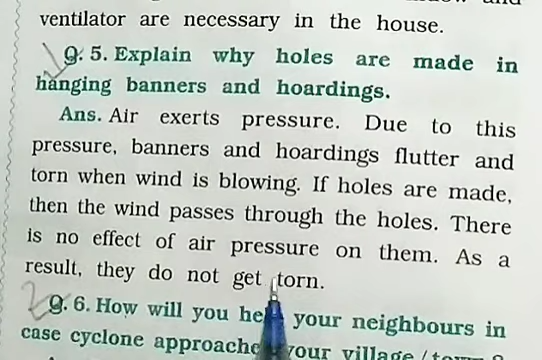 ventilator are necessary in the house.
Q. 5. Explain why holes are made in
hanging banners and hoardings.
Ans. Air exerts pressure. Due to this
pressure, banners and hoardings flutter and
torn when wind is blowing. If holes are made,
then the wind passes through the holes. There
is no effect of air pressure on them. As a
result, they do not get torn.
Q. 6. How will you your neighbours in
case cyclone your village /